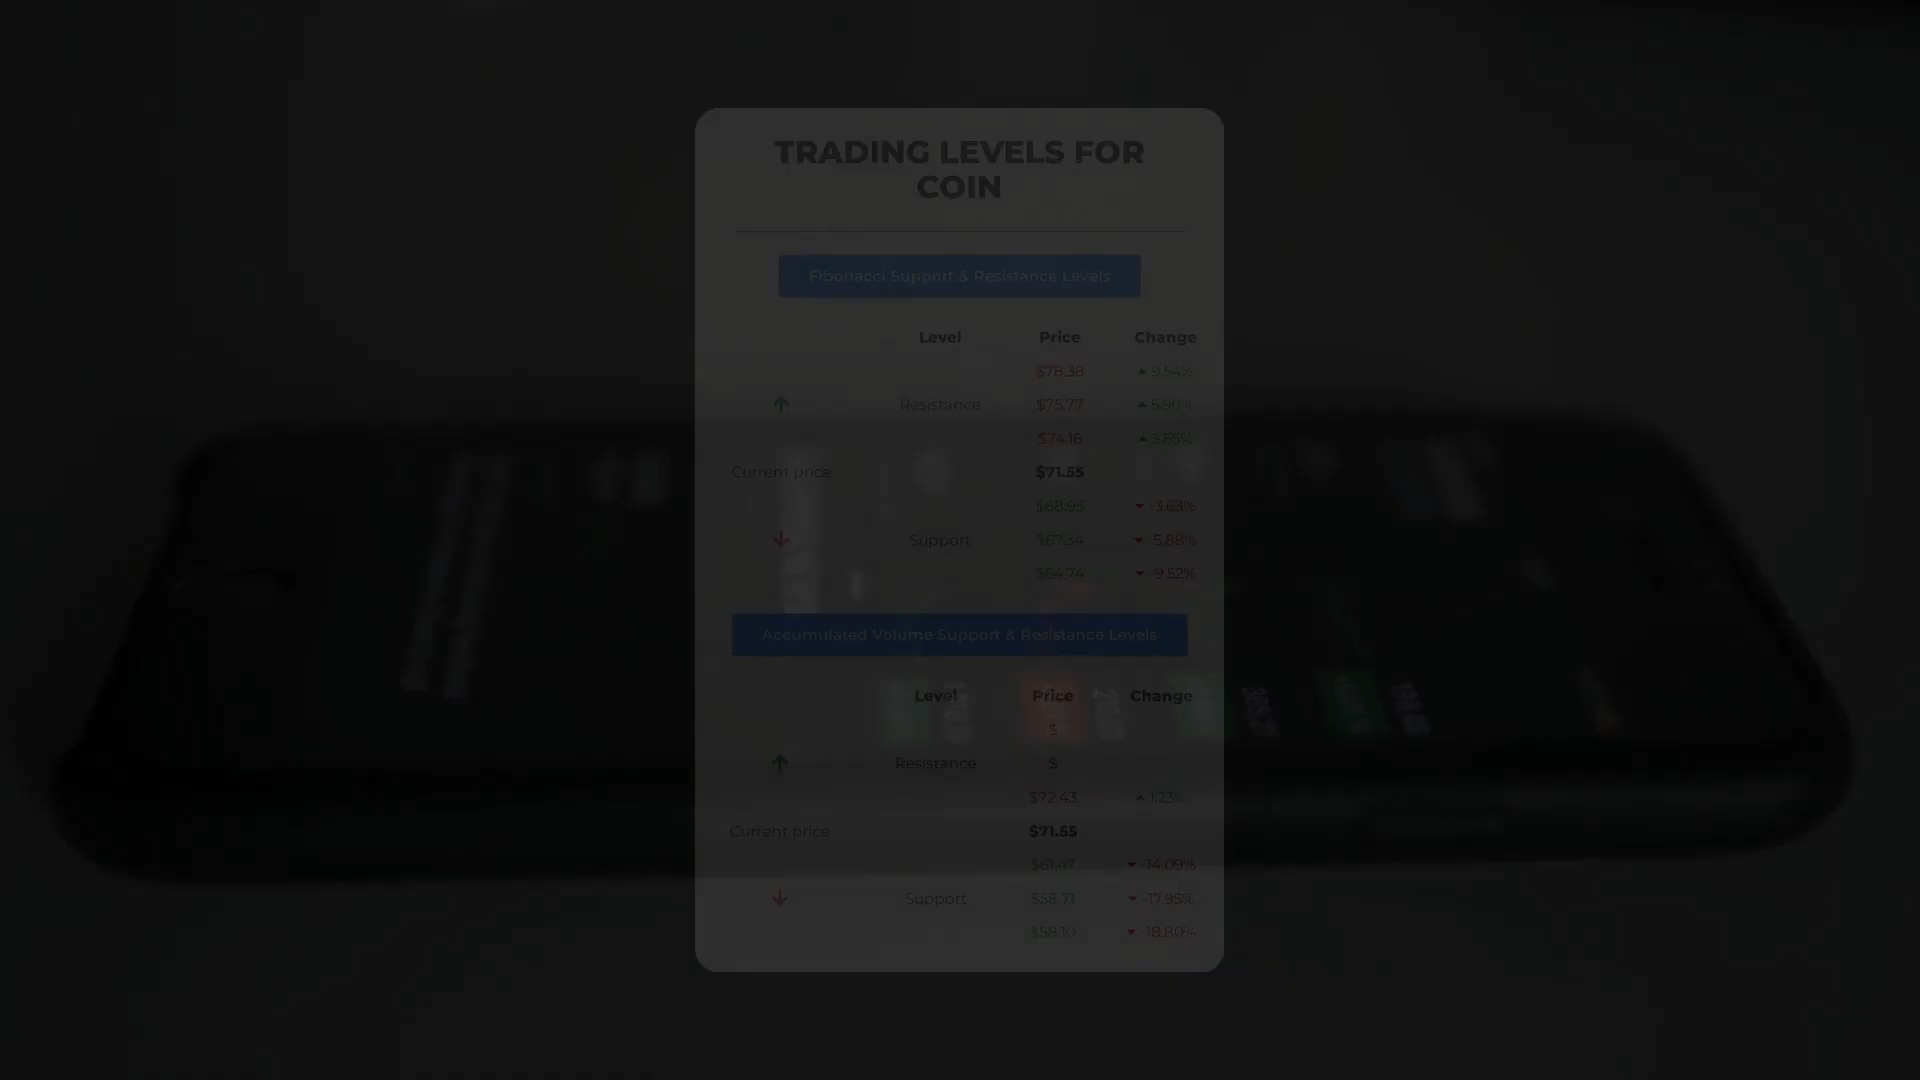 TRADING LEVELS FOR
COIN
Fibonacci Support & Resistance Levels
Level Price Change
$78.38 9.54%
Resistance $75.77 5.90%
$74.16 3.65%
Current price $71.55
$68.95 -3.63%
Support $67.34 -5.88%
$64.74 -9.52%
Accumulated Volume Support & Resistance Levels
Level Price Change
$
Resistance $
$72.43 1.23%
Current price $71.55
$61.47 -14.09%
Support $58.71 -17.95%
$58.10 -18.80%